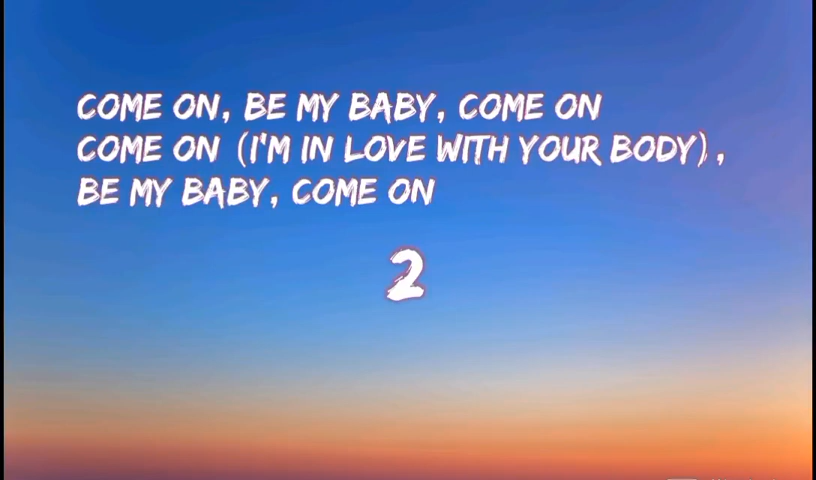 COME ON, BE MY BABY, COME ON
COME ON (I'M IN LOVE WITH YOUR BODY),
BE MY BABY, COME ON
2